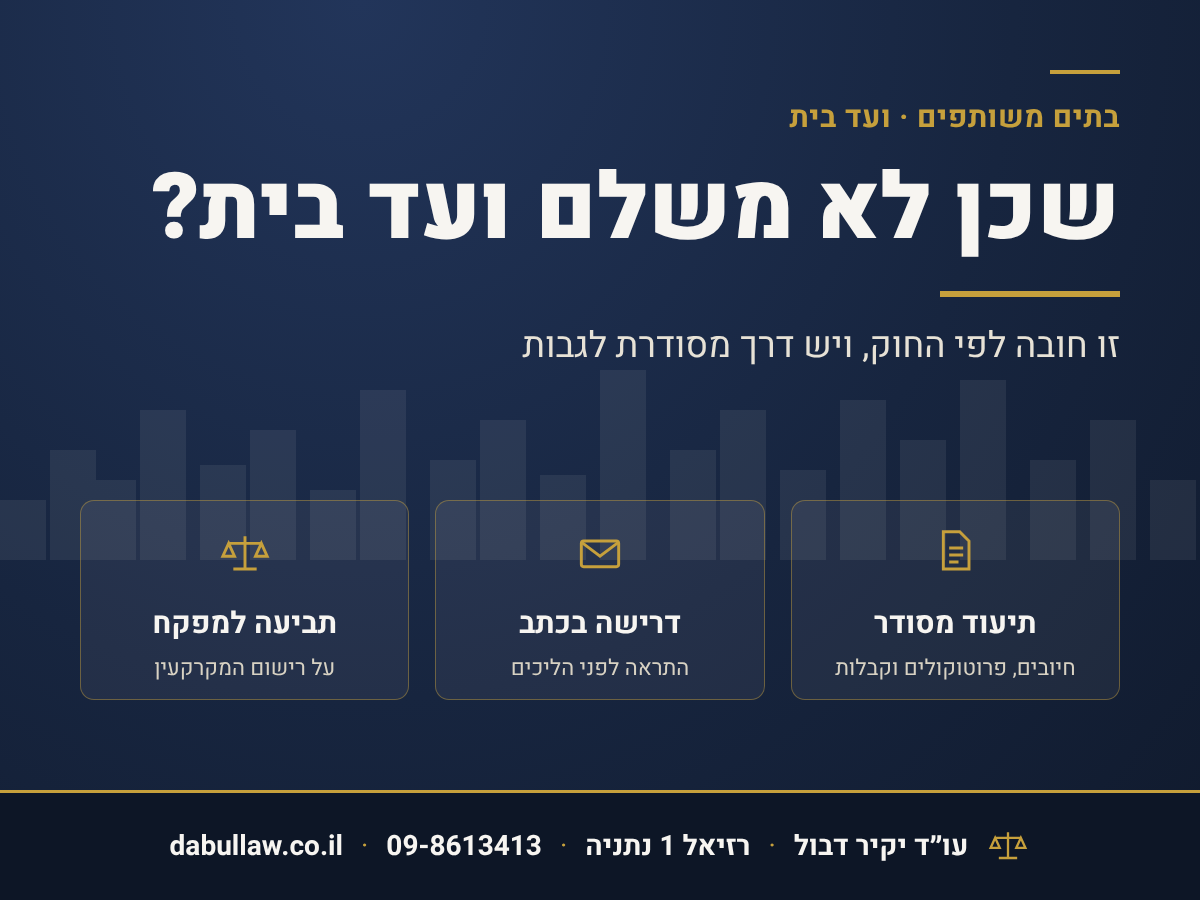 בתים משותפים · ועד בית
שכן לא משלם ועד בית?
זו חובה לפי החוק, ויש דרך מסודרת לגבות
תיעוד מסודר
חיובים, פרוטוקולים וקבלות
דרישה בכתב
התראה לפני הליכים
תביעה למפקח
על רישום המקרקעין
עו״ד יקיר דבול · רזיאל 1 נתניה · 09-8613413 · dabullaw.co.il